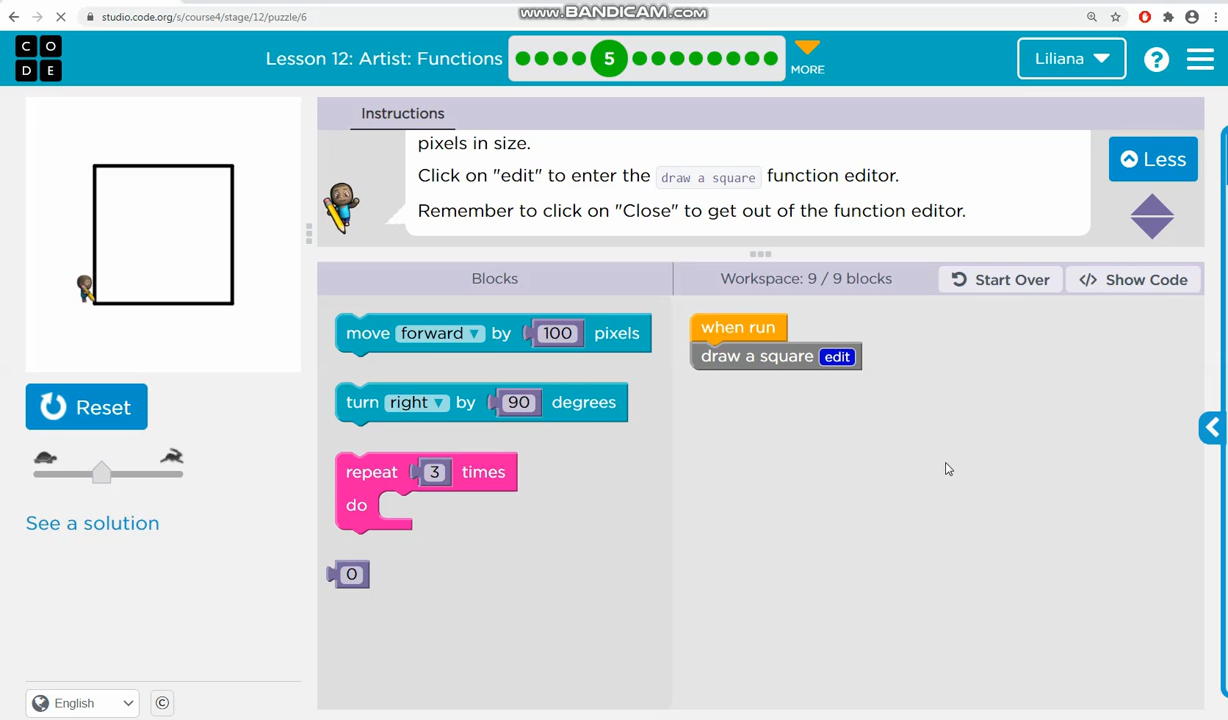 www.BANDICAM.com
studio.code.org/s/course4/stage/12/puzzle/6
C O
D E
Lesson 12: Artist: Functions
5
MORE
Liliana
?
Instructions
pixels in size.
Click on "edit" to enter the draw a square function editor.
Remember to click on "Close" to get out of the function editor.
Less
Blocks
Workspace: 9 / 9 blocks
Start Over
</> Show Code
move forward by 100 pixels
when run
draw a square edit
turn right by 90 degrees
Reset
repeat 3 times
do
See a solution
0
English
©